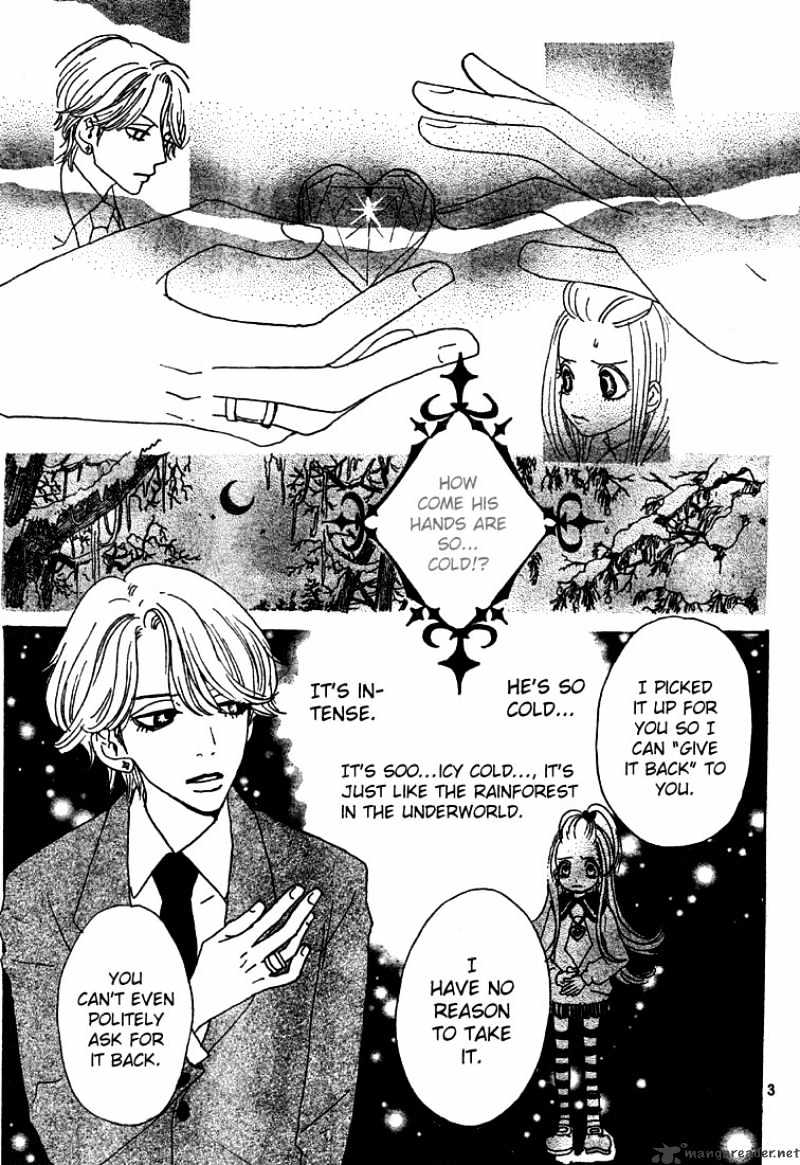 HOW
COME HIS
HANDS ARE
SO...
COLD!?
I PICKED
IT UP FOR
YOU SO I
CAN "GIVE
IT BACK" TO
YOU.
HE'S SO
COLD...
IT'S IN-
TENSE.
IT'S SOO...ICY COLD..., IT'S
JUST LIKE THE RAINFOREST
IN THE UNDERWORLD.
I
HAVE NO
REASON
TO TAKE
IT.
YOU
CAN'T EVEN
POLITELY
ASK FOR
IT BACK.
3
mangareader.net